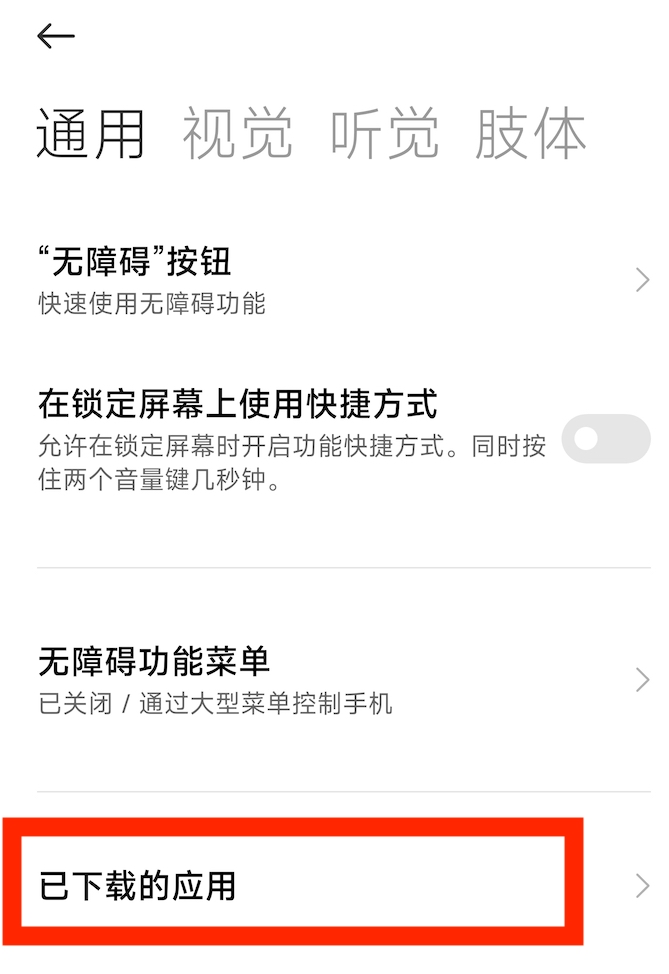 通用 视觉 听觉 肢体
“无障碍”按钮
快速使用无障碍功能
在锁定屏幕上使用快捷方式
允许在锁定屏幕时开启功能快捷方式。同时按
住两个音量键几秒钟。
无障碍功能菜单
已关闭 / 通过大型菜单控制手机
已下载的应用